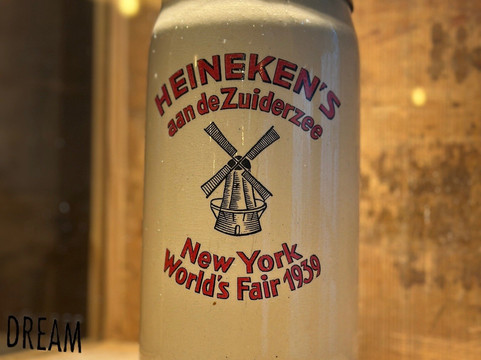 HEINEKEN'S
aan de Zuiderzee
New York
World's Fair 1939
DREAM